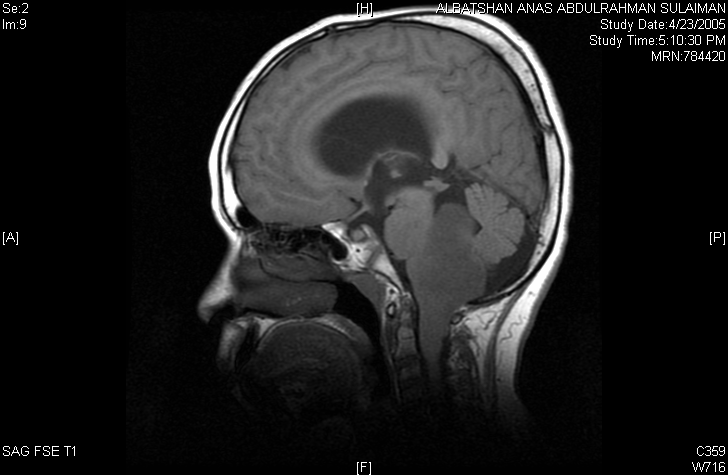 Se:2
Im:9
[H]
ALBATSHAN ANAS ABDULRAHMAN SULAIMAN
Study Date:4/23/2005
Study Time:5:10:30 PM
MRN:784420
[A]
[P]
SAG FSE T1
[F]
C359
W716